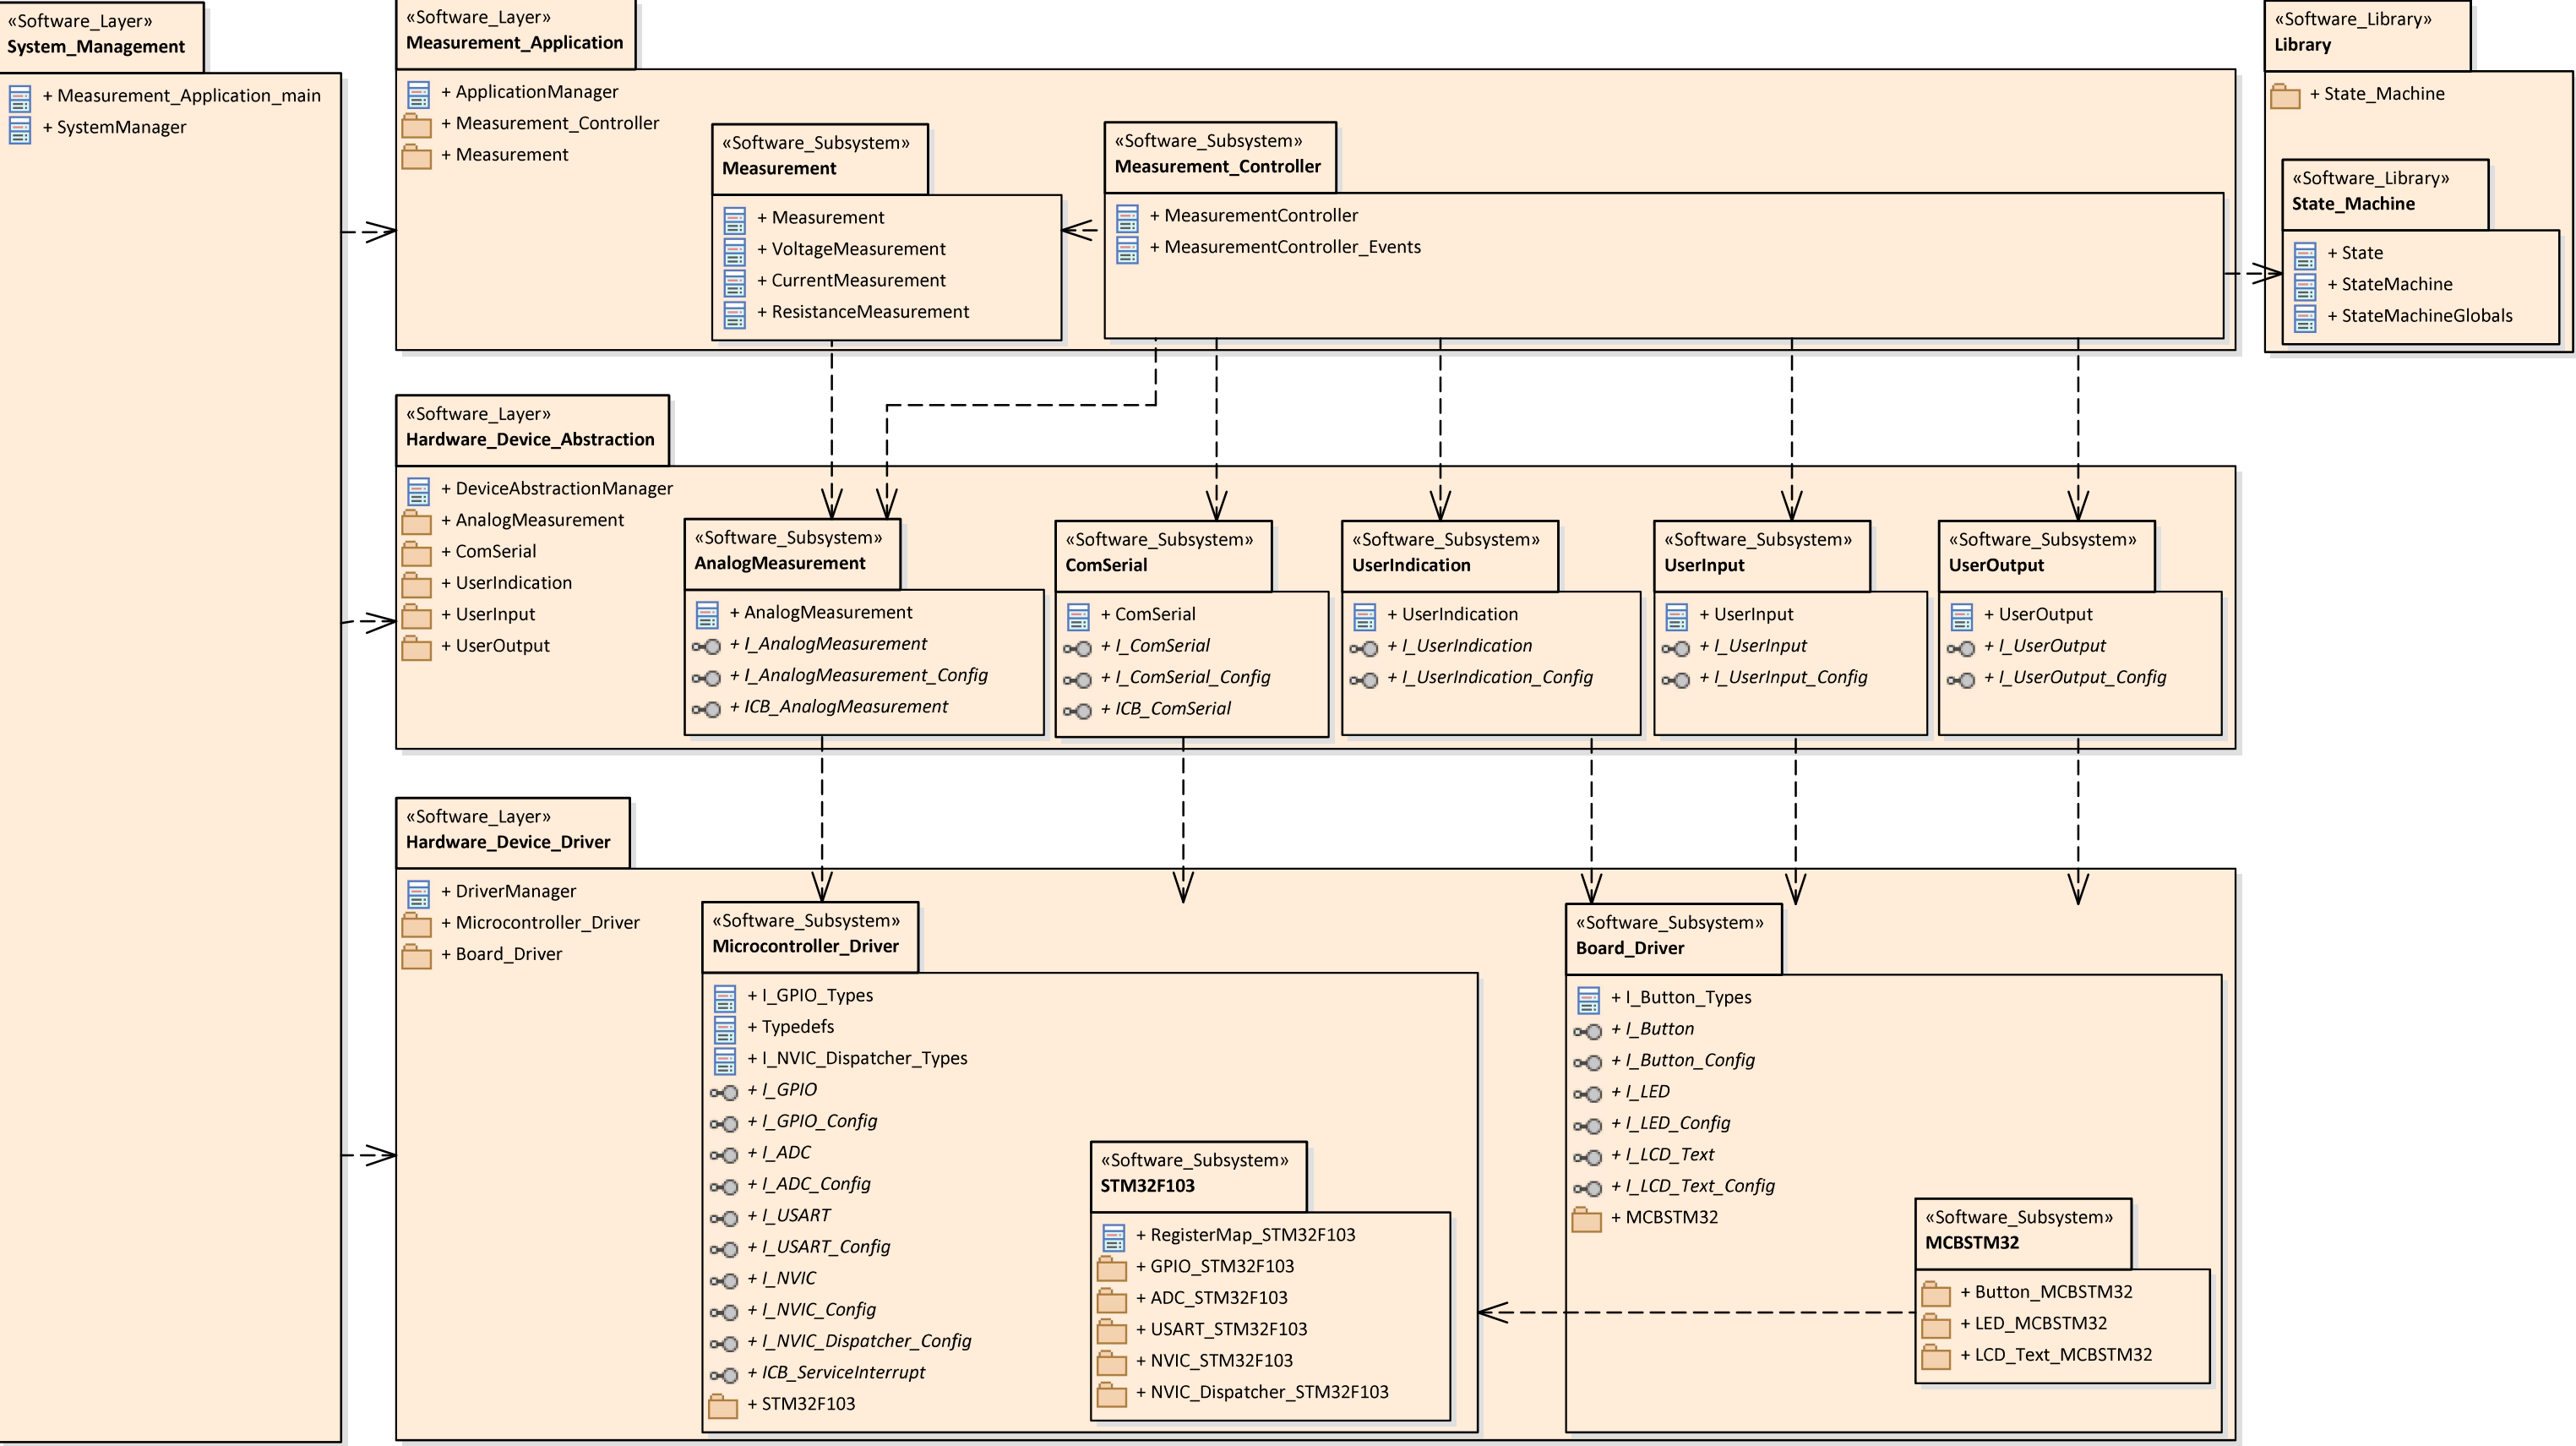 «Software_Layer»
System_Management
+ Measurement_Application_main
+ SystemManager
«Software_Layer»
Measurement_Application
+ ApplicationManager
+ Measurement_Controller
+ Measurement
«Software_Subsystem»
Measurement
+ Measurement
+ VoltageMeasurement
+ CurrentMeasurement
+ ResistanceMeasurement
«Software_Subsystem»
Measurement_Controller
+ MeasurementController
+ MeasurementController_Events
«Software_Library»
Library
+ State_Machine
«Software_Library»
State_Machine
+ State
+ StateMachine
+ StateMachineGlobals
«Software_Layer»
Hardware_Device_Abstraction
+ DeviceAbstractionManager
+ AnalogMeasurement
+ ComSerial
+ UserIndication
+ UserInput
+ UserOutput
«Software_Subsystem»
AnalogMeasurement
+ AnalogMeasurement
+ I_AnalogMeasurement
+ I_AnalogMeasurement_Config
+ ICB_AnalogMeasurement
«Software_Subsystem»
ComSerial
+ ComSerial
+ I_ComSerial
+ I_ComSerial_Config
+ ICB_ComSerial
«Software_Subsystem»
UserIndication
+ UserIndication
+ I_UserIndication
+ I_UserIndication_Config
«Software_Subsystem»
UserInput
+ UserInput
+ I_UserInput
+ I_UserInput_Config
«Software_Subsystem»
UserOutput
+ UserOutput
+ I_UserOutput
+ I_UserOutput_Config
«Software_Layer»
Hardware_Device_Driver
+ DriverManager
+ Microcontroller_Driver
+ Board_Driver
«Software_Subsystem»
Microcontroller_Driver
+ I_GPIO_Types
+ Typedefs
+ I_NVIC_Dispatcher_Types
+ I_GPIO
+ I_GPIO_Config
+ I_ADC
+ I_ADC_Config
+ I_USART
+ I_USART_Config
+ I_NVIC
+ I_NVIC_Config
+ I_NVIC_Dispatcher_Config
+ ICB_ServiceInterrupt
+ STM32F103
«Software_Subsystem»
STM32F103
+ RegisterMap_STM32F103
+ GPIO_STM32F103
+ ADC_STM32F103
+ USART_STM32F103
+ NVIC_STM32F103
+ NVIC_Dispatcher_STM32F103
«Software_Subsystem»
Board_Driver
+ I_Button_Types
+ I_Button
+ I_Button_Config
+ I_LED
+ I_LED_Config
+ I_LCD_Text
+ I_LCD_Text_Config
+ MCBSTM32
«Software_Subsystem»
MCBSTM32
+ Button_MCBSTM32
+ LED_MCBSTM32
+ LCD_Text_MCBSTM32